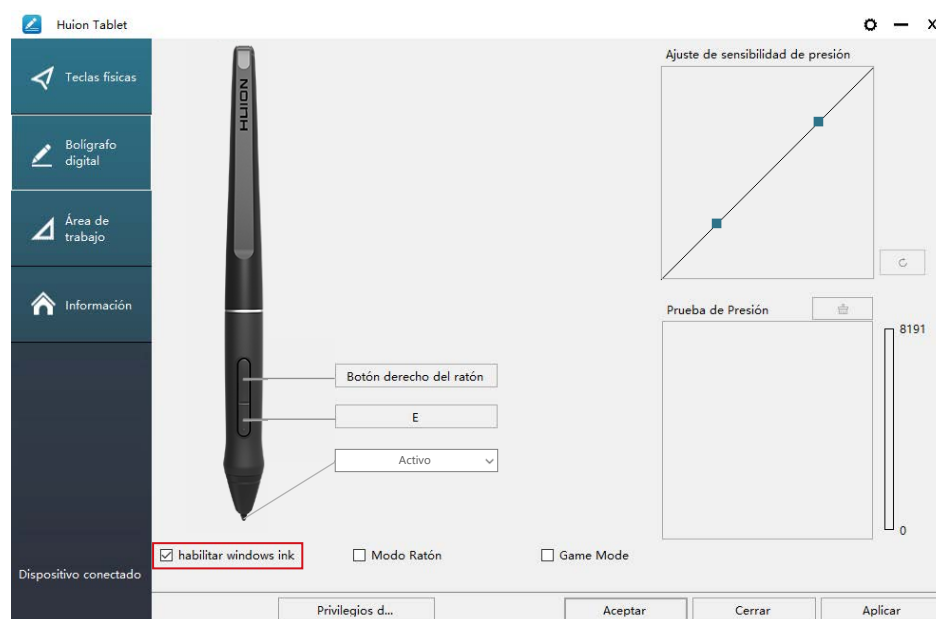 Huion Tablet
X
Teclas físicas
Bolígrafo
digital
Área de
trabajo
Información
Dispositivo conectado
HUION
Botón derecho del ratón
E
Activo
habilitar windows ink
Modo Ratón
Game Mode
Ajuste de sensibilidad de presión
Prueba de Presión
8191
0
Privilegios d...
Aceptar
Cerrar
Aplicar